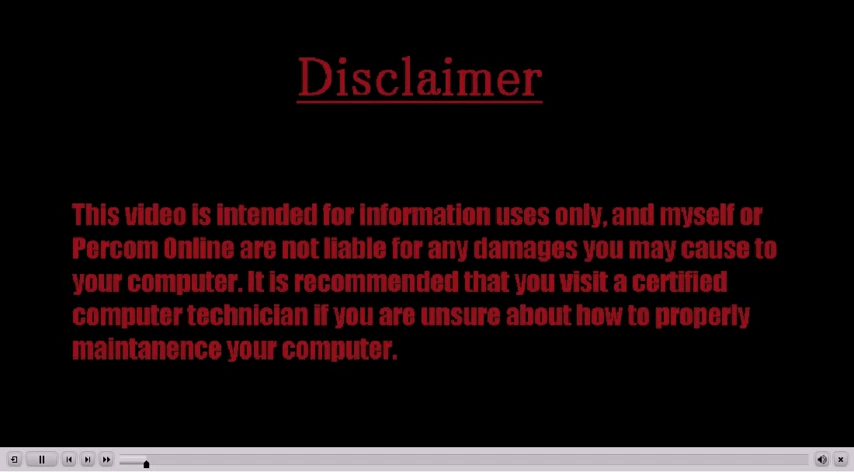 Disclaimer
This video is intended for information uses only, and myself or
Percom Online are not liable for any damages you may cause to
your computer. It is recommended that you visit a certified
computer technician if you are unsure about how to properly
maintanence your computer.